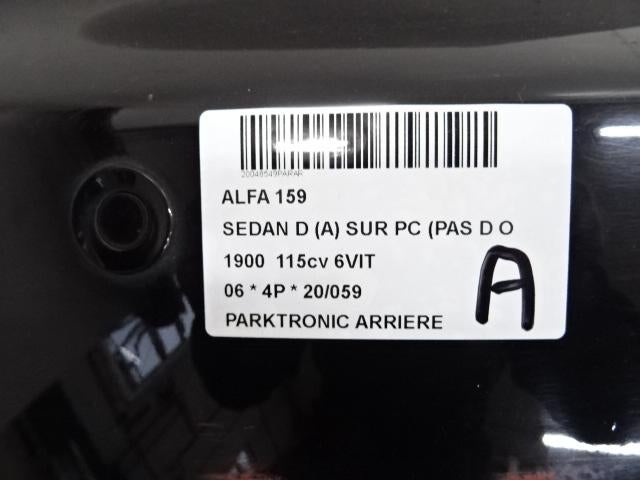 20048549PARAR
ALFA 159
SEDAN D (A) SUR PC (PAS D O
1900 115cv 6VIT
06 * 4P * 20/059
PARKTRONIC ARRIERE
A